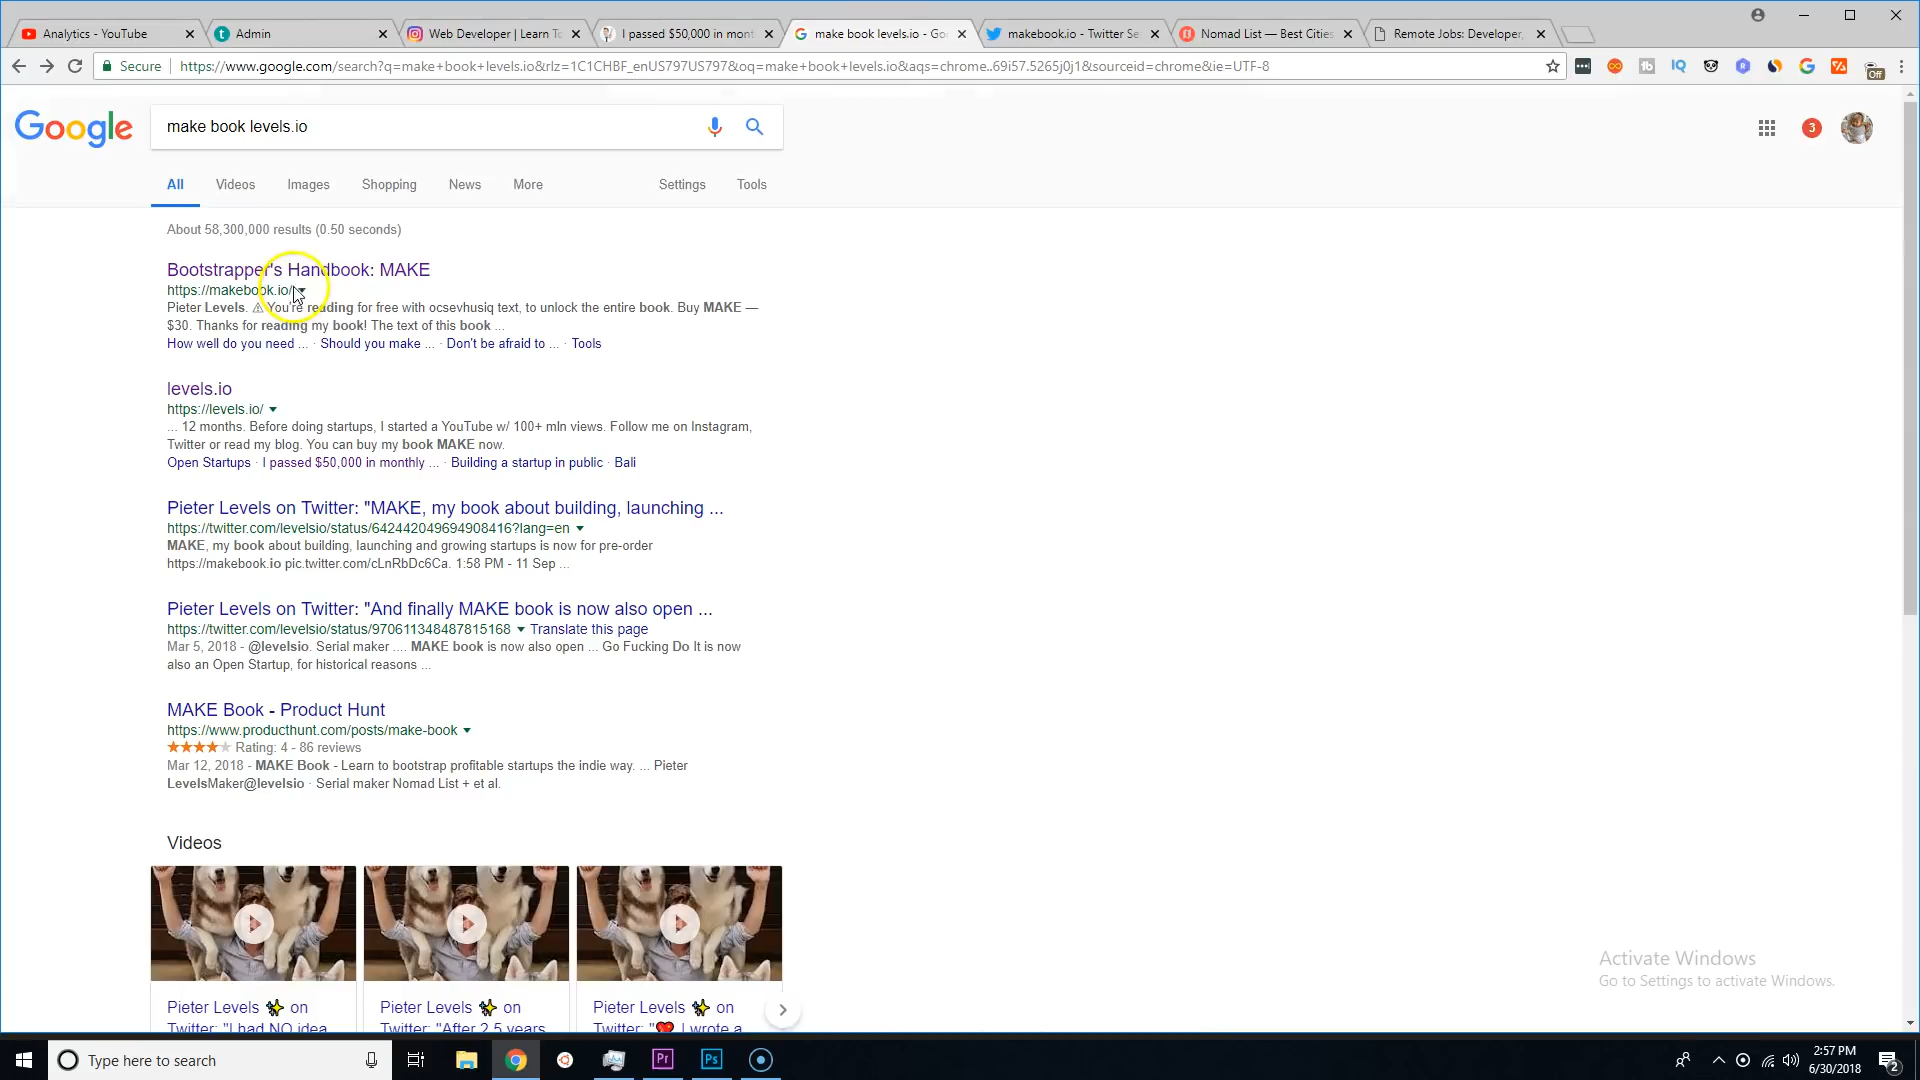 Analytics - YouTube
Admin
Web Developer | Learn To
I passed $50,000 in mont
make book levels.io - Go
makebook.io - Twitter Se
Nomad List — Best Cities
Remote Jobs: Developer,
Secure
https://www.google.com/search?q=make+book+levels.io&rlz=1C1CHBF_enUS797US797&oq=make+book+levels.io&aqs=chrome..69i57.5265j0j1&sourceid=chrome&ie=UTF-8
Off
Google
make book levels.io
3
All Videos Images Shopping News More Settings Tools
About 58,300,000 results (0.50 seconds)
Bootstrapper's Handbook: MAKE
https://makebook.io/
Pieter Levels. ⚠ You're reading for free with ocsevhusiq text, to unlock the entire book. Buy MAKE —
$30. Thanks for reading my book! The text of this book ...
How well do you need ... · Should you make ... · Don't be afraid to ... · Tools
levels.io
https://levels.io/
... 12 months. Before doing startups, I started a YouTube w/ 100+ mln views. Follow me on Instagram,
Twitter or read my blog. You can buy my book MAKE now.
Open Startups · I passed $50,000 in monthly ... · Building a startup in public · Bali
Pieter Levels on Twitter: "MAKE, my book about building, launching ...
https://twitter.com/levelsio/status/642442049694908416?lang=en
MAKE, my book about building, launching and growing startups is now for pre-order
https://makebook.io pic.twitter.com/cLnRbDc6Ca. 1:58 PM - 11 Sep ...
Pieter Levels on Twitter: "And finally MAKE book is now also open ...
https://twitter.com/levelsio/status/970611348487815168 Translate this page
Mar 5, 2018 - @levelsio. Serial maker .... MAKE book is now also open ... Go Fucking Do It is now
also an Open Startup, for historical reasons ...
MAKE Book - Product Hunt
https://www.producthunt.com/posts/make-book
★★★★★ Rating: 4 - 86 reviews
Mar 12, 2018 - MAKE Book - Learn to bootstrap profitable startups the indie way. ... Pieter
LevelsMaker@levelsio · Serial maker Nomad List + et al.
Videos
Pieter Levels ✨ on
Twitter: "I had NO idea
Pieter Levels ✨ on
Twitter: "After 2.5 years
Pieter Levels ✨ on
Twitter: "❤️ I wrote a
Activate Windows
Go to Settings to activate Windows.
Type here to search
Pr
Ps
2:57 PM
6/30/2018
2